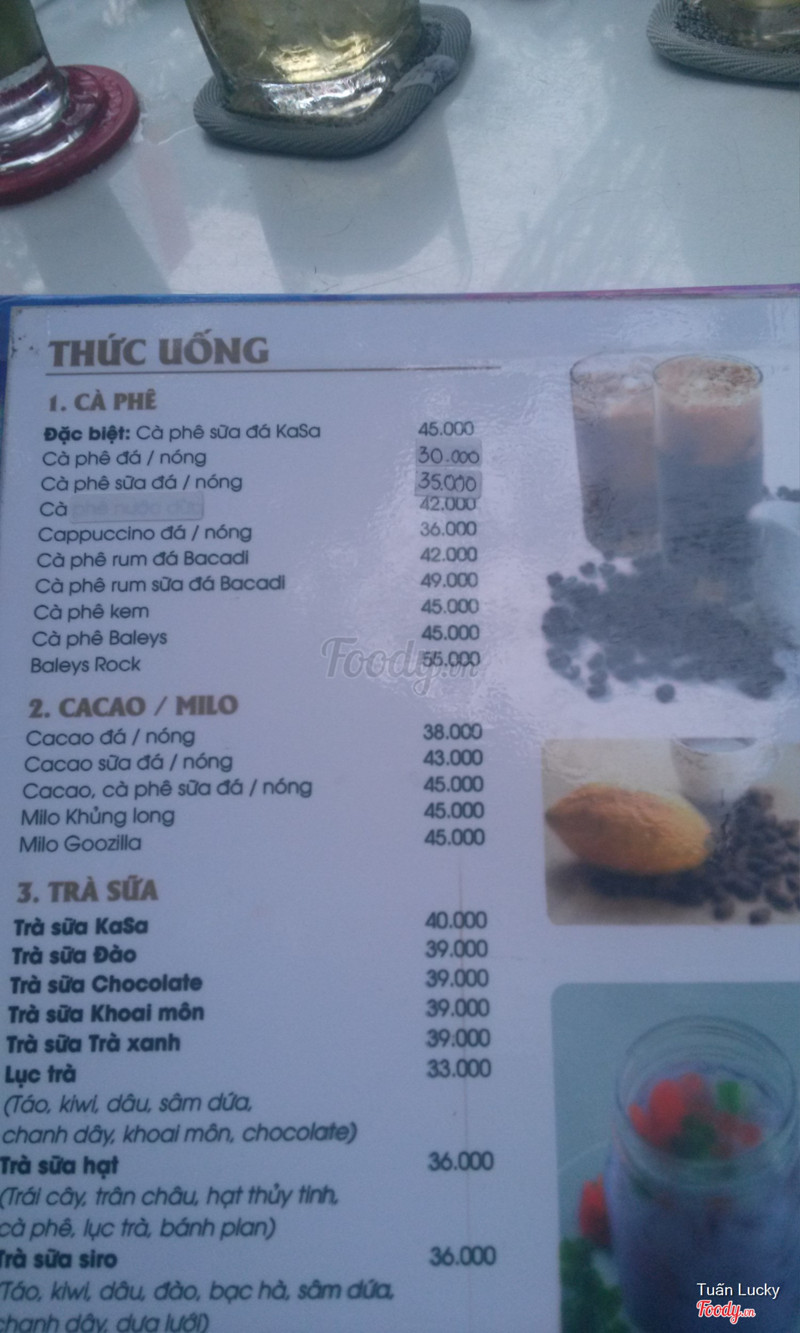 THỨC UỐNG
1. CÀ PHÊ
Đặc biệt: Cà phê sữa đá KaSa 45.000
Cà phê đá / nóng 30.000
Cà phê sữa đá / nóng 35.000
Cà 42.000
Cappuccino đá / nóng 36.000
Cà phê rum đá Bacadi 42.000
Cà phê rum sữa đá Bacadi 49.000
Cà phê kem 45.000
Cà phê Baleys 45.000
Baleys Rock 55.000
Foody.vn
2. CACAO / MILO
Cacao đá / nóng 38.000
Cacao sữa đá / nóng 43.000
Cacao, cà phê sữa đá / nóng 45.000
Milo Khủng long 45.000
Milo Goozilla 45.000
3. TRÀ SỮA
Trà sữa KaSa 40.000
Trà sữa Đào 39.000
Trà sữa Chocolate 39.000
Trà sữa Khoai môn 39.000
Trà sữa Trà xanh 39.000
Lục trà 33.000
(Táo, kiwi, dâu, sâm dứa,
chanh dây, khoai môn, chocolate)
Trà sữa hạt 36.000
(Trái cây, trân châu, hạt thủy tinh,
cà phê, lục trà, bánh plan)
Trà sữa siro 36.000
(Táo, kiwi, dâu, đào, bạc hà, sâm dứa,
chanh dây, dưa lưới)
Tuấn Lucky
Foody.vn